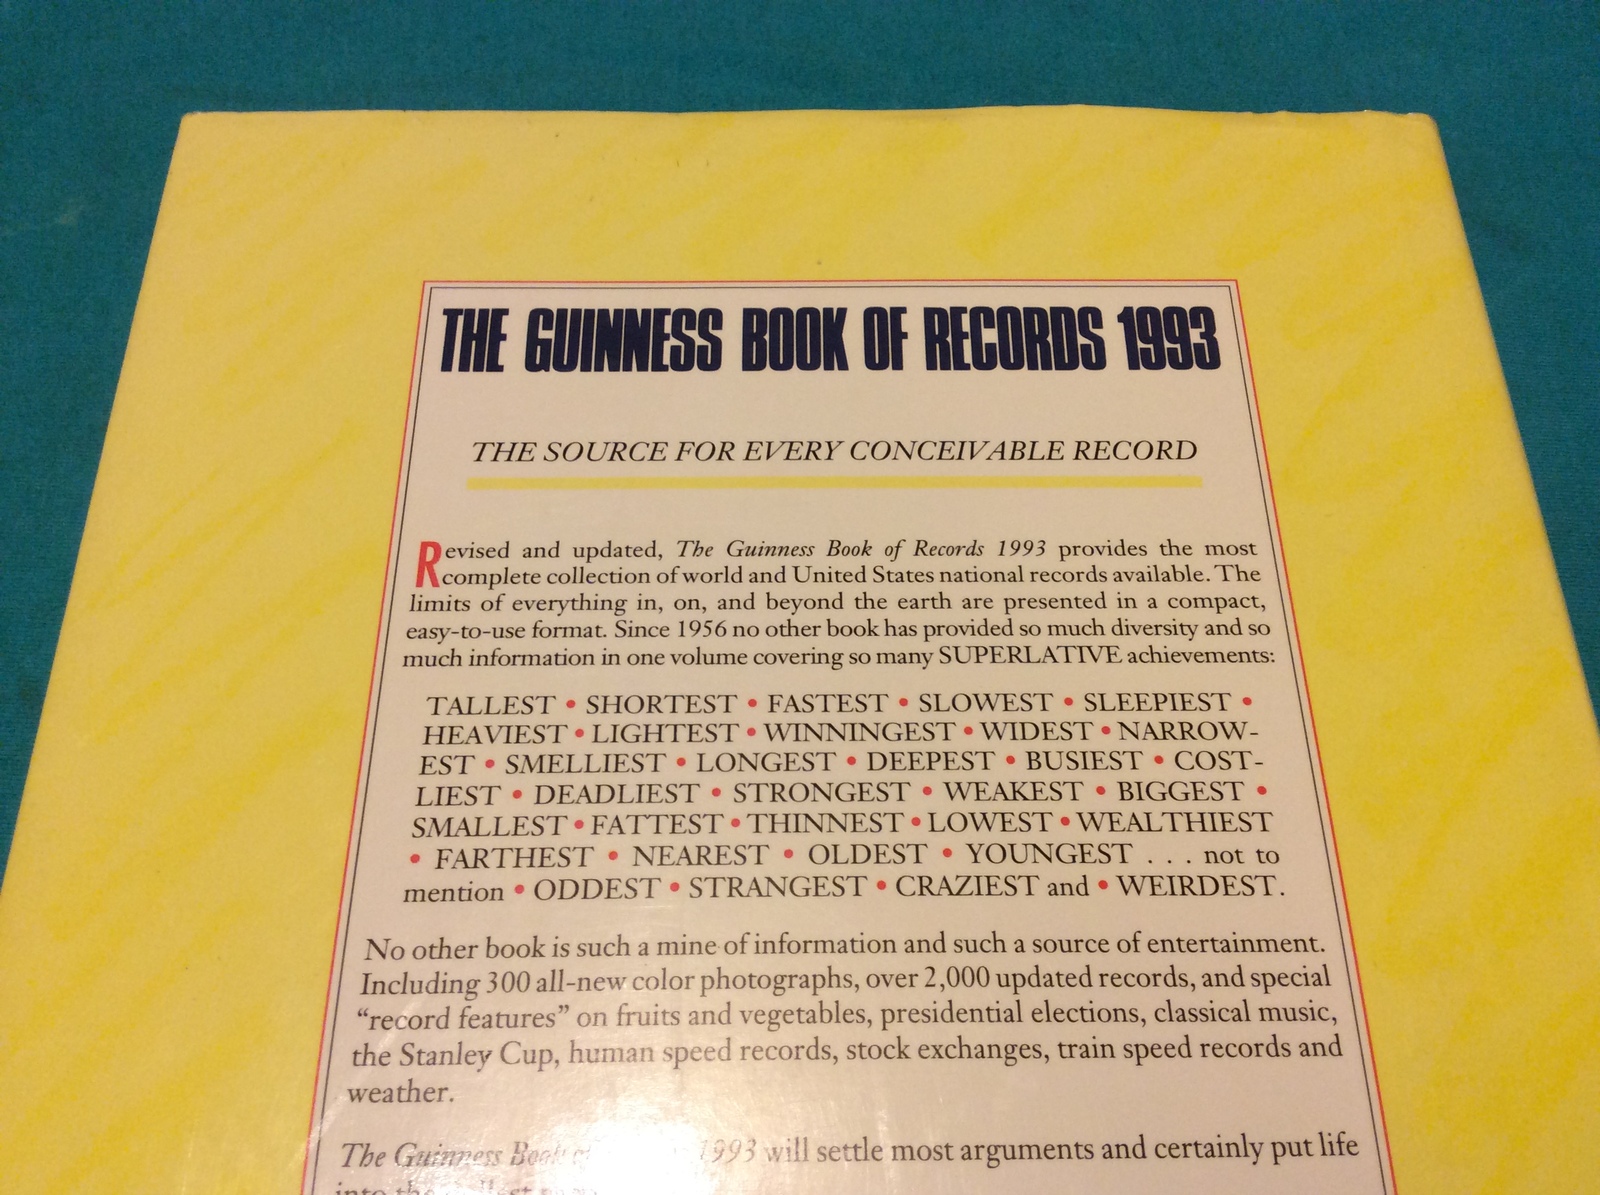 THE GUINNESS BOOK OF RECORDS 1993
THE SOURCE FOR EVERY CONCEIVABLE RECORD
Revised and updated, The Guinness Book of Records 1993 provides the most
complete collection of world and United States national records available. The
limits of everything in, on, and beyond the earth are presented in a compact,
easy-to-use format. Since 1956 no other book has provided so much diversity and so
much information in one volume covering so many SUPERLATIVE achievements:
TALLEST • SHORTEST • FASTEST • SLOWEST • SLEEPIEST •
HEAVIEST • LIGHTEST • WINNINGEST • WIDEST • NARROW-
EST • SMELLIEST • LONGEST • DEEPEST • BUSIEST • COST-
LIEST • DEADLIEST • STRONGEST • WEAKEST • BIGGEST •
SMALLEST • FATTEST • THINNEST • LOWEST • WEALTHIEST
• FARTHEST • NEAREST • OLDEST • YOUNGEST . . . not to
mention • ODDEST • STRANGEST • CRAZIEST and • WEIRDEST.
No other book is such a mine of information and such a source of entertainment.
Including 300 all-new color photographs, over 2,000 updated records, and special
“record features” on fruits and vegetables, presidential elections, classical music,
the Stanley Cup, human speed records, stock exchanges, train speed records and
weather.
The Guinness Book of 1993 will settle most arguments and certainly put life
into the